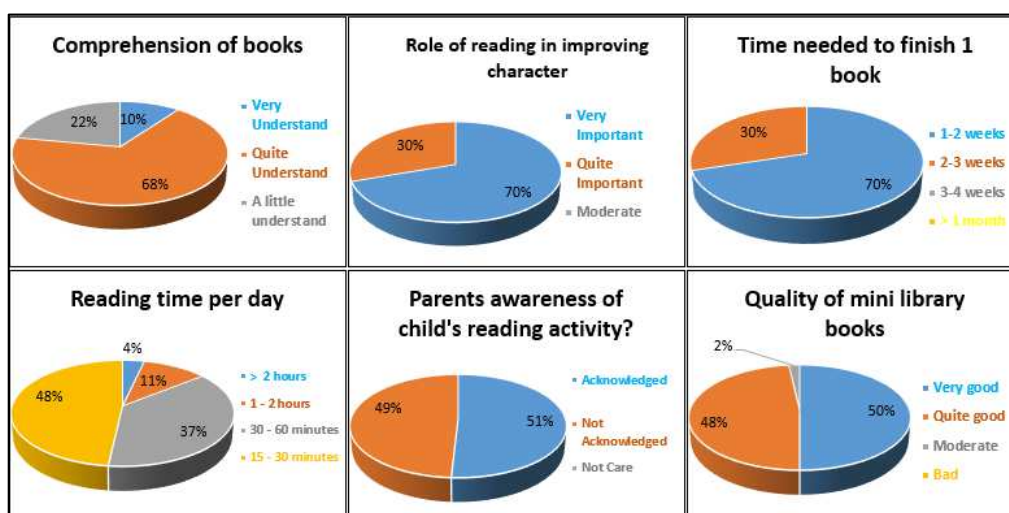 Comprehension of books
10%
22%
68%
Very
Understand
Quite
Understand
A little
understand
Role of reading in improving
character
30%
70%
Very
Important
Quite
Important
Moderate
Time needed to finish 1
book
30%
70%
1-2 weeks
2-3 weeks
3-4 weeks
> 1 month
Reading time per day
4%
11%
48%
37%
> 2 hours
1 - 2 hours
30 - 60 minutes
15 - 30 minutes
Parents awareness of
child's reading activity?
49%
51%
Acknowledged
Not
Acknowledged
Not Care
Quality of mini library
books
2%
50%
48%
Very good
Quite good
Moderate
Bad